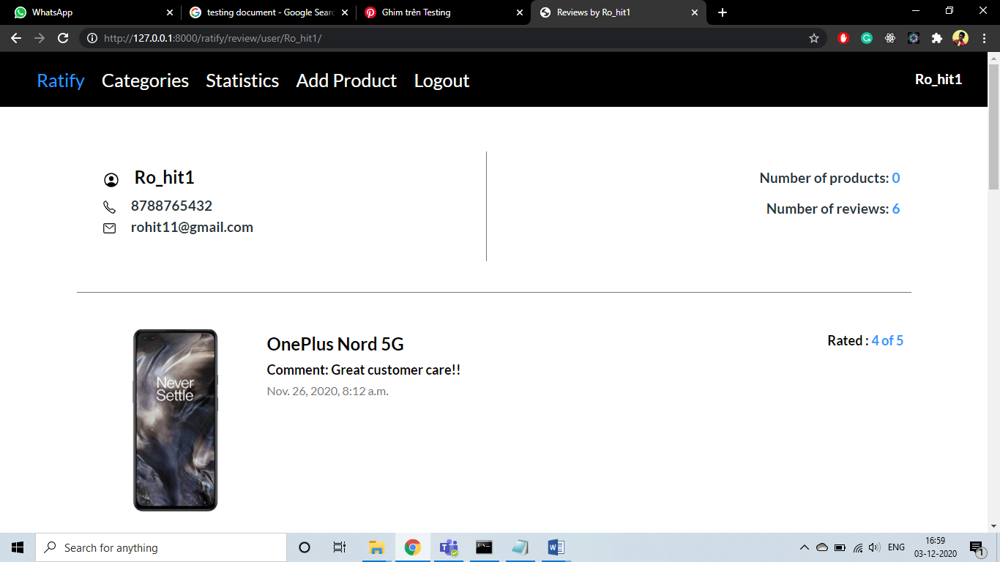 WhatsApp
testing document - Google Searc
Ghim trên Testing
Reviews by Ro_hit1
http://127.0.0.1:8000/ratify/review/user/Ro_hit1/
Ratify Categories Statistics Add Product Logout Ro_hit1
Ro_hit1
8788765432
rohit11@gmail.com
Number of products: 0
Number of reviews: 6
Never
Settle
OnePlus Nord 5G
Comment: Great customer care!!
Nov. 26, 2020, 8:12 a.m.
Rated : 4 of 5
Search for anything
ENG
16:59
03-12-2020
1